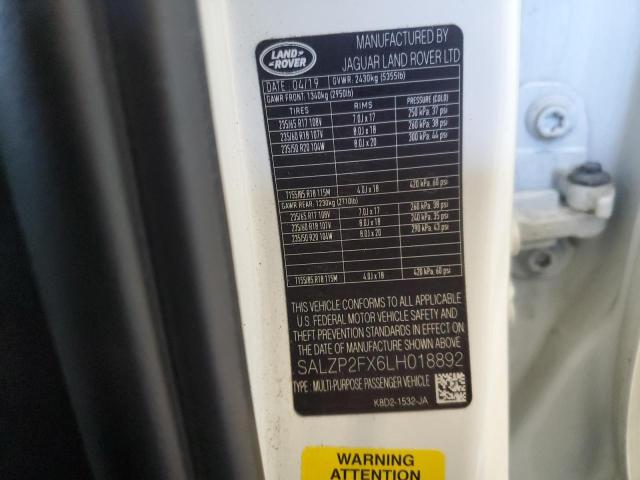 LAND ROVER
MANUFACTURED BY
JAGUAR LAND ROVER LTD
DATE: 04/19 GVWR: 2430kg (5355lb)
GAWR FRONT: 1340kg (2950lb)
TIRES RIMS PRESSURE (COLD)
235/65 R17 108V 7.0J x 17 250 kPa, 37 psi
235/60 R18 107V 8.0J x 18 260 kPa, 38 psi
235/50 R20 104W 8.0J x 20 300 kPa, 44 psi
T155/85 R18 115M 4.0J x 18 420 kPa, 60 psi
GAWR REAR: 1230kg (2710lb)
235/65 R17 108V 7.0J x 17 260 kPa, 38 psi
235/60 R18 107V 8.0J x 18 240 kPa, 35 psi
235/50 R20 104W 8.0J x 20 290 kPa, 43 psi
T155/85 R18 115M 4.0J x 18 420 kPa, 60 psi
THIS VEHICLE CONFORMS TO ALL APPLICABLE
U.S. FEDERAL MOTOR VEHICLE SAFETY AND
THEFT PREVENTION STANDARDS IN EFFECT ON
THE DATE OF MANUFACTURE SHOWN ABOVE
SALZP2FX6LH018892
TYPE: MULTI-PURPOSE PASSENGER VEHICLE
K8D2-1532-JA
WARNING
ATTENTION